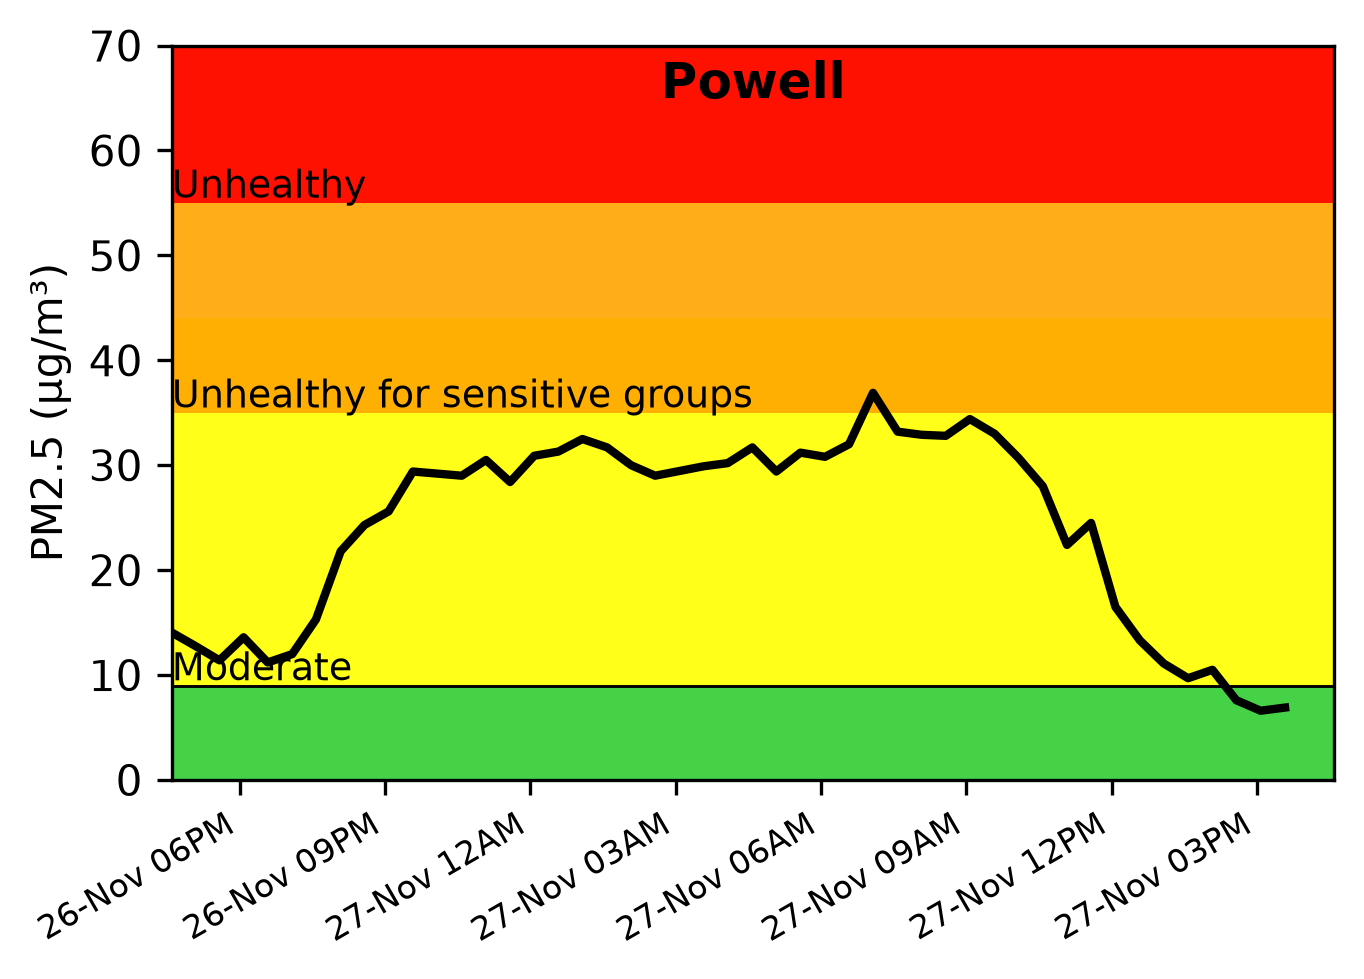 Powell
PM2.5 (µg/m³)
70
60
50
40
30
20
10
0
Unhealthy
Unhealthy for sensitive groups
Moderate
26-Nov 06PM
26-Nov 09PM
27-Nov 12AM
27-Nov 03AM
27-Nov 06AM
27-Nov 09AM
27-Nov 12PM
27-Nov 03PM